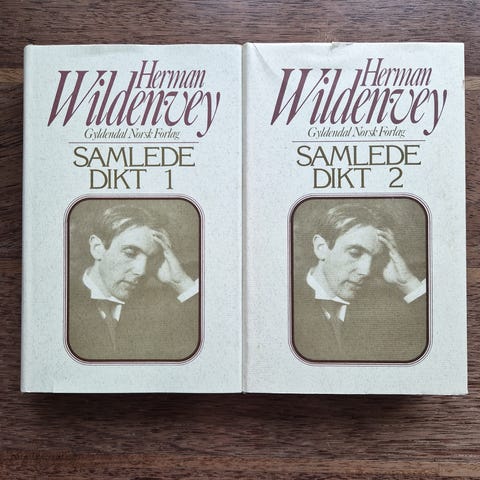 Herman
Wildenvey
Gyldendal Norsk Forlag
SAMLEDE
DIKT 1
Herman
Wildenvey
Gyldendal Norsk Forlag
SAMLEDE
DIKT 2